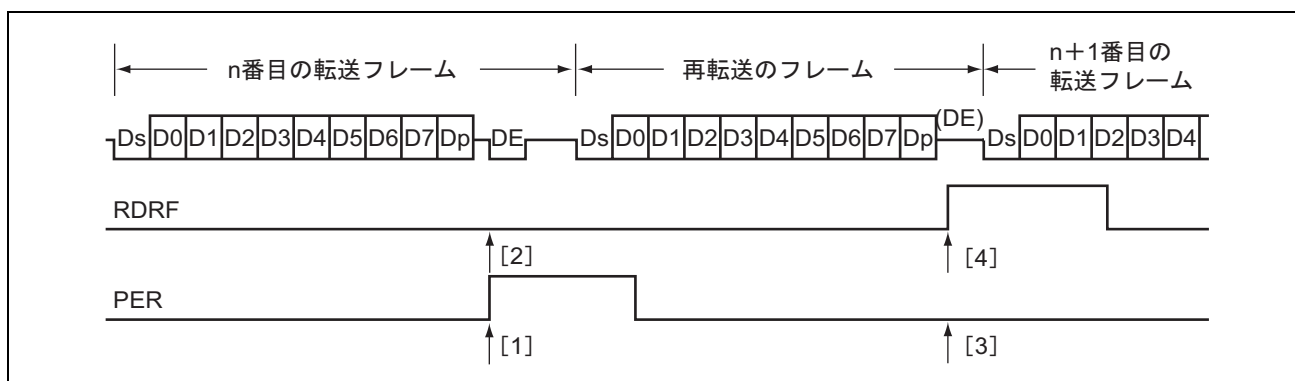 n番目の転送フレーム 再転送のフレーム n+1番目の
転送フレーム
(DE)
Ds D0 D1 D2 D3 D4 D5 D6 D7 Dp DE Ds D0 D1 D2 D3 D4 D5 D6 D7 Dp Ds D0 D1 D2 D3 D4
RDRF
[2] [4]
PER
[1] [3]